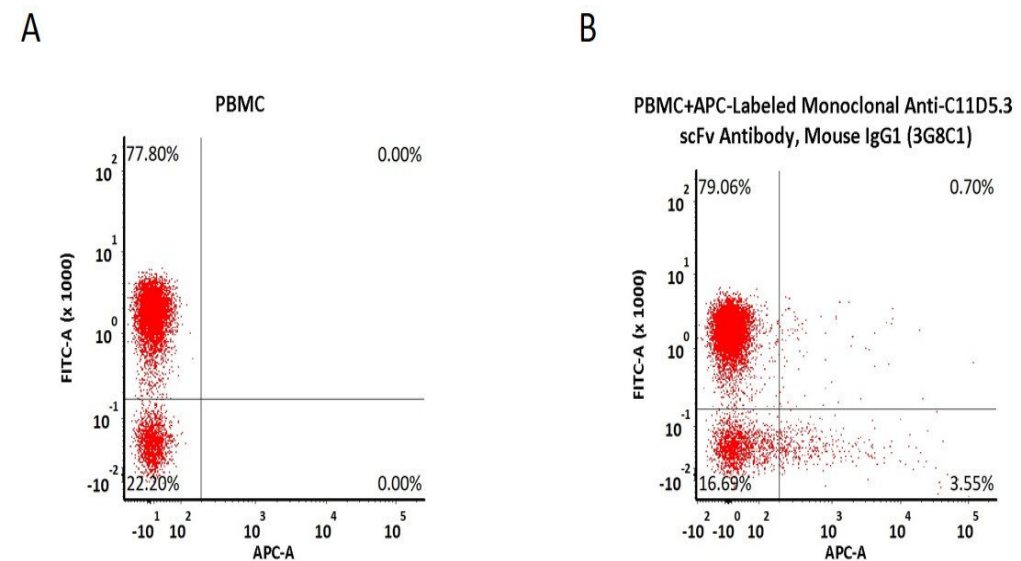 A
B
PBMC
PBMC+APC-Labeled Monoclonal Anti-C11D5.3
scFv Antibody, Mouse IgG1 (3G8C1)
77.80%
0.00%
22.20%
0.00%
FITC-A (x 1000)
10^2
10^1
10^0
10^-1
-10^-2
-10^1 10^2 10^3 10^4 10^5
APC-A
79.06%
0.70%
16.69%
3.55%
FITC-A (x 1000)
10^2
10^1
10^0
10^-1
-10^-2
-10^2 -10^0 10^2 10^3 10^4 10^5
APC-A